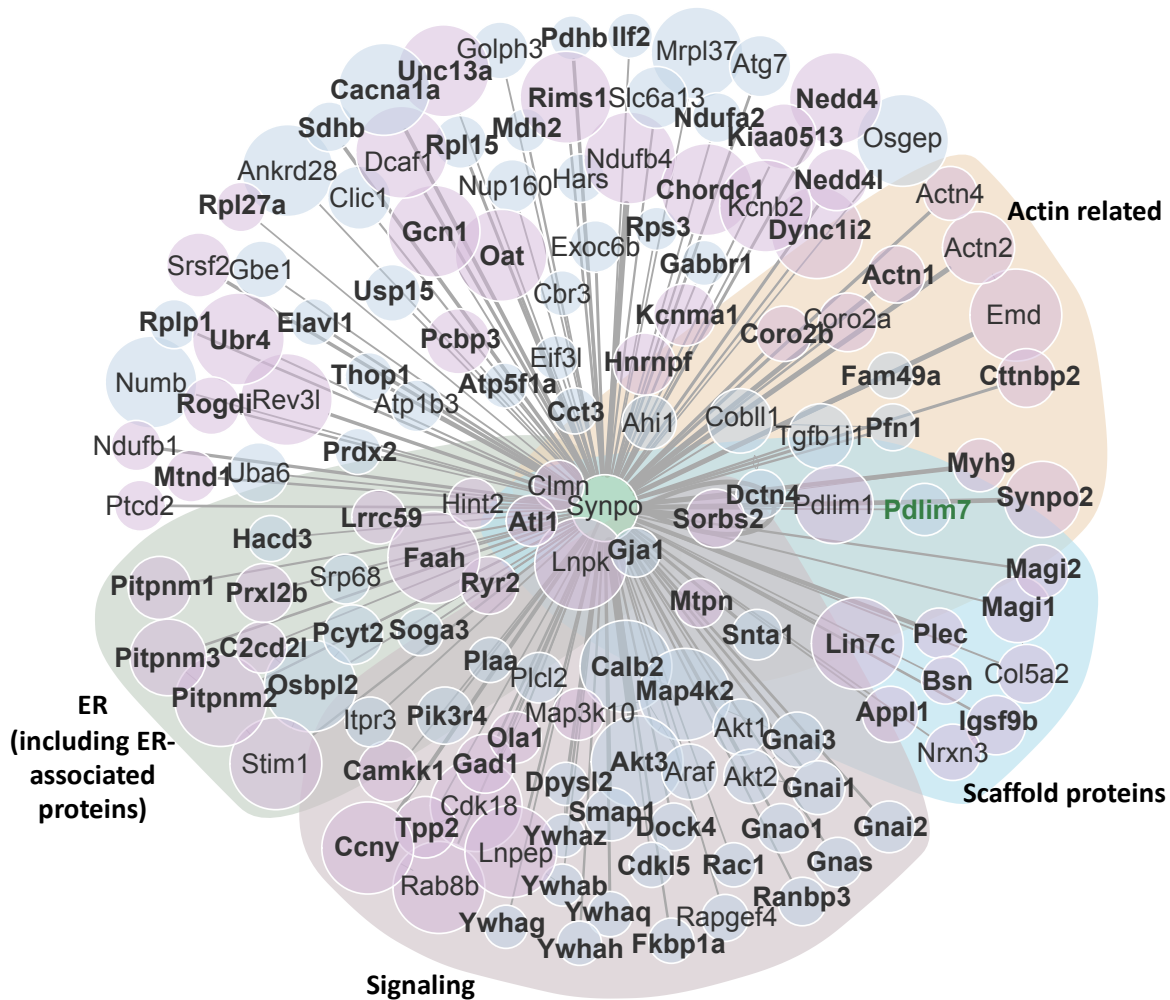 Golph3
Pdhb
Ilf2
Mrpl37
Unc13a
Atg7
Cacna1a
Rims1
Slc6a13
Nedd4
Sdhb
Rpl15
Mdh2
Ndufa2
Kiaa0513
Osgep
Ankrd28
Dcaf1
Ndufb4
Clic1
Nup160
Hars
Chordc1
Nedd4l
Rpl27a
Kcnb2
Actn4
Actin related
Gcn1
Oat
Exoc6b
Rps3
Dync1i2
Actn2
Srsf2
Gbe1
Gabbr1
Actn1
Usp15
Cbr3
Rplp1
Elavl1
Kcnma1
Coro2a
Emd
Ubr4
Pcbp3
Coro2b
Eif3l
Hnrnpf
Numb
Thop1
Atp5f1a
Fam49a
Cttnbp2
Rogdi
Rev3l
Atp1b3
Cct3
Ahi1
Cobll1
Tgfb1i1
Pfn1
Ndufb1
Prdx2
Mtnd1
Uba6
Myh9
Ptcd2
Hint2
Clmn
Synpo
Dctn4
Pdlim1
Pdlim7
Synpo2
Lrrc59
Atl1
Sorbs2
Hacd3
Faah
Lnpk
Gja1
Pitpnm1
Prxl2b
Srp68
Ryr2
Magi2
Mtpn
Magi1
C2cd2l
Pcyt2
Soga3
Snta1
Lin7c
Plec
Pitpnm3
Plaa
Plcl2
Calb2
Col5a2
Pitpnm2
Osbpl2
Map4k2
Bsn
ER
(including ER-
associated
proteins)
Itpr3
Pik3r4
Map3k10
Akt1
Appl1
Igsf9b
Ola1
Gnai3
Nrxn3
Stim1
Camkk1
Gad1
Akt3
Araf
Akt2
Dpysl2
Gnai1
Scaffold proteins
Cdk18
Smap1
Tpp2
Ywhaz
Dock4
Gnao1
Gnai2
Ccny
Lnpep
Cdkl5
Rac1
Gnas
Rab8b
Ywhab
Ranbp3
Ywhag
Ywhaq
Rapgef4
Ywhah
Fkbp1a
Signaling